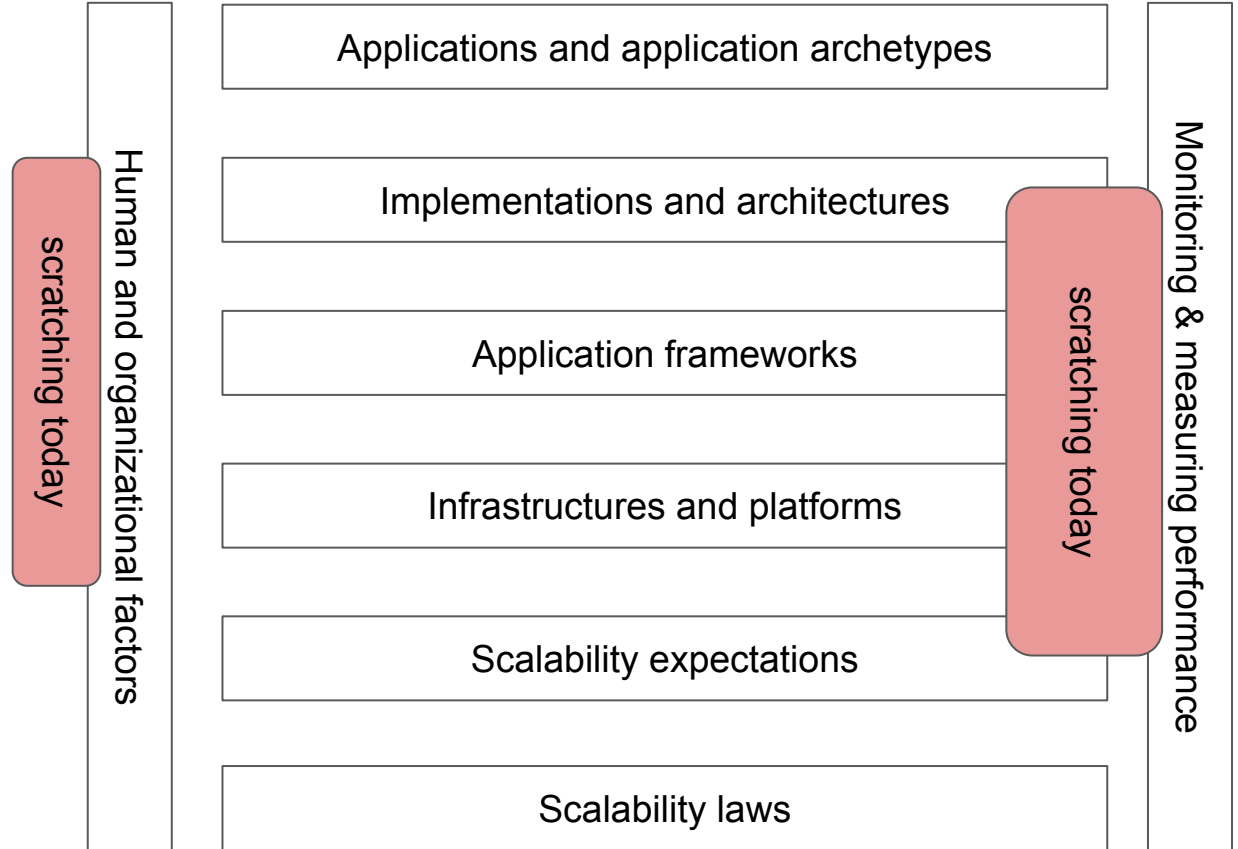 Applications and application archetypes
Implementations and architectures
Application frameworks
Infrastructures and platforms
Scalability expectations
Scalability laws
scratching today
Human and organizational factors
scratching today
Monitoring & measuring performance